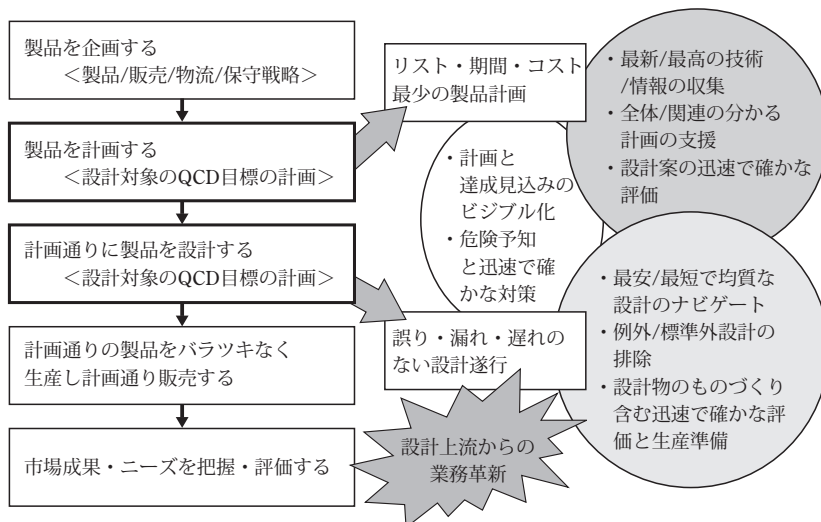 製品を企画する
＜製品/販売/物流/保守戦略＞
製品を計画する
＜設計対象のQCD目標の計画＞
計画通りに製品を設計する
＜設計対象のQCD目標の計画＞
計画通りの製品をバラツキなく
生産し計画通り販売する
市場成果・ニーズを把握・評価する
リスト・期間・コスト
最少の製品計画
・計画と
達成見込みの
ビジブル化
・危険予知
と迅速で確
かな対策
誤り・漏れ・遅れの
ない設計遂行
設計上流からの
業務革新
・最新/最高の技術
/情報の収集
・全体/関連の分かる
計画の支援
・設計案の迅速で確かな
評価
・最安/最短で均質な
設計のナビゲート
・例外/標準外設計の
排除
・設計物のものづくり
含む迅速で確かな評
価と生産準備